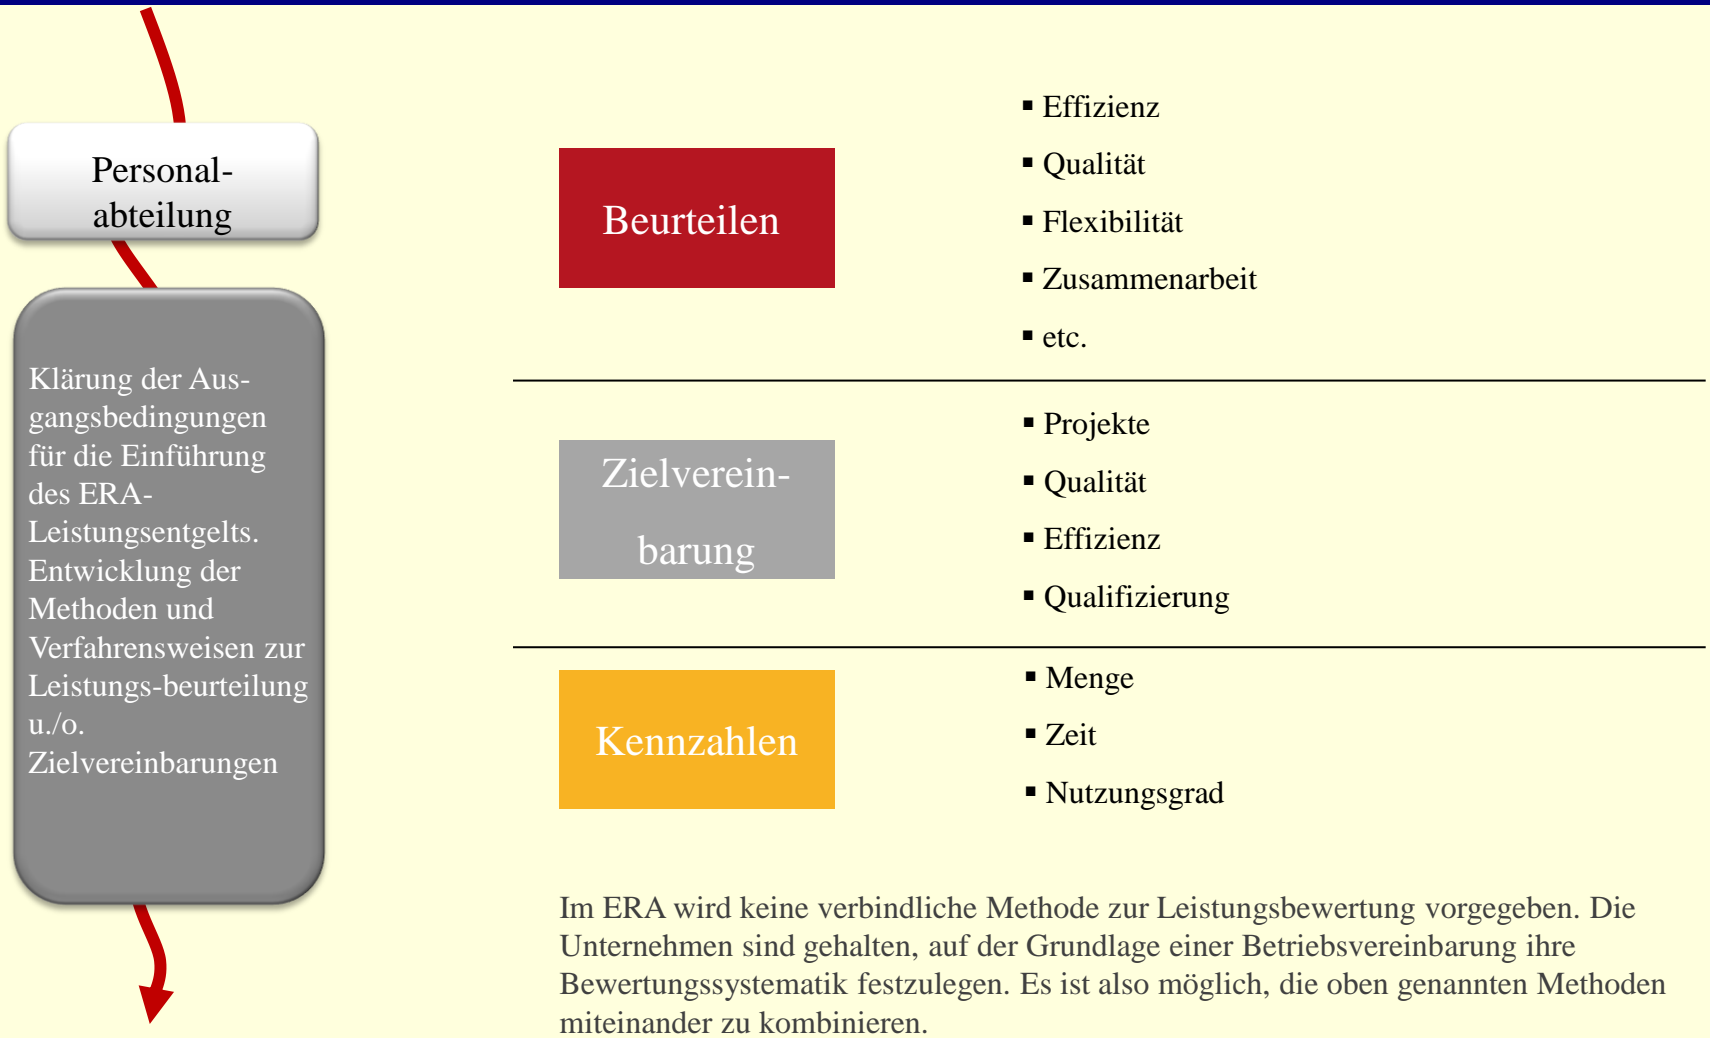 Personal-
abteilung
Klärung der Aus-
gangsbedingungen
für die Einführung
des ERA-
Leistungsentgelts.
Entwicklung der
Methoden und
Verfahrensweisen zur
Leistungs-beurteilung
u./o.
Zielvereinbarungen
Beurteilen
▪ Effizienz
▪ Qualität
▪ Flexibilität
▪ Zusammenarbeit
▪ etc.
Zielverein-
barung
▪ Projekte
▪ Qualität
▪ Effizienz
▪ Qualifizierung
Kennzahlen
▪ Menge
▪ Zeit
▪ Nutzungsgrad
Im ERA wird keine verbindliche Methode zur Leistungsbewertung vorgegeben. Die
Unternehmen sind gehalten, auf der Grundlage einer Betriebsvereinbarung ihre
Bewertungssystematik festzulegen. Es ist also möglich, die oben genannten Methoden
miteinander zu kombinieren.